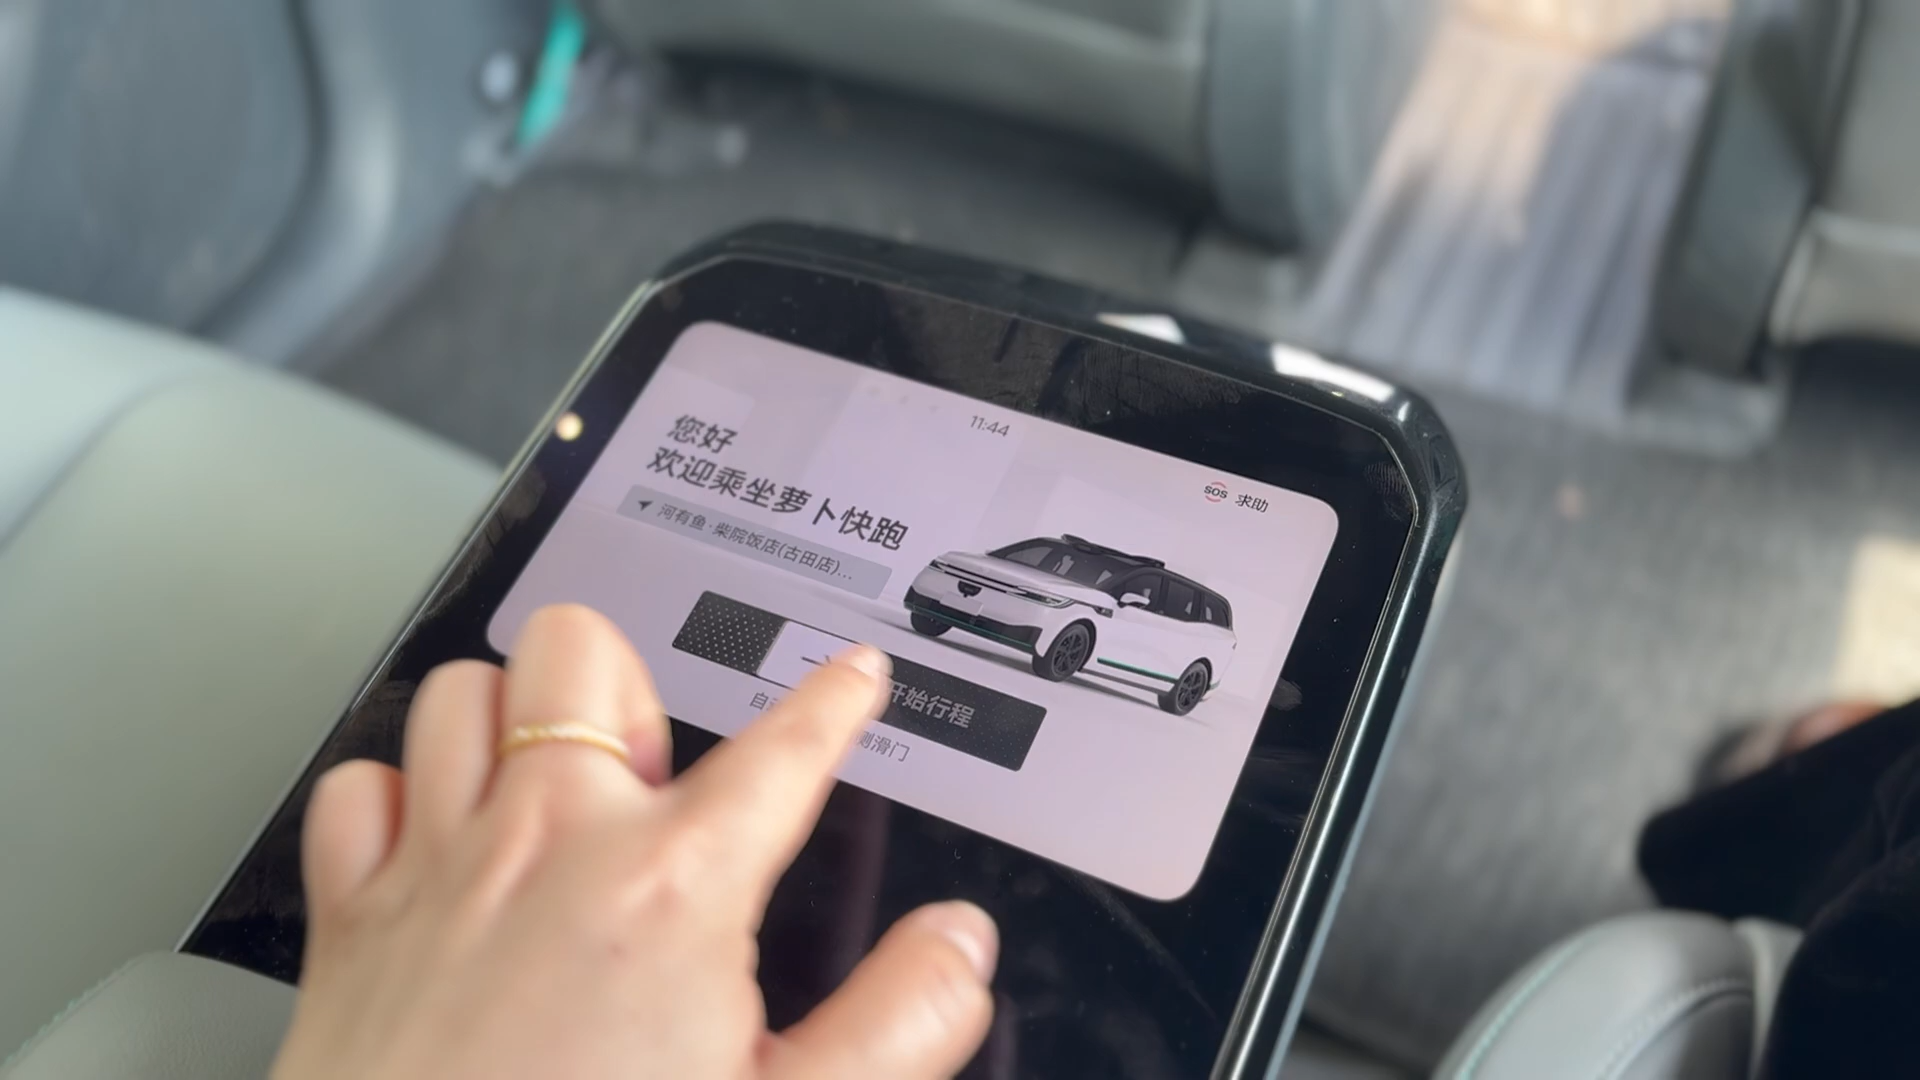 11:44
SOS 求助
您好
欢迎乘坐萝卜快跑
河有鱼·柴院饭店(古田店)...
开始行程
自
侧滑门